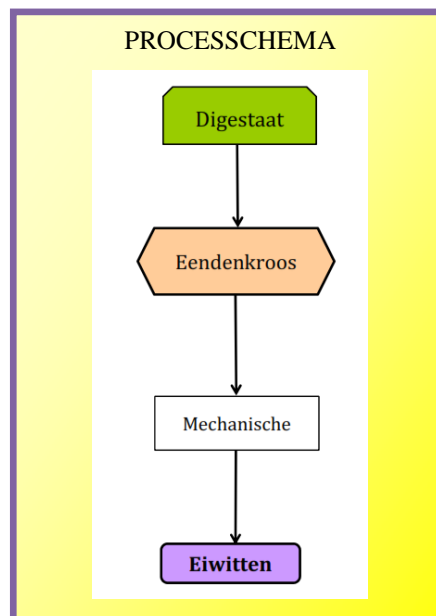 PROCESSCHEMA
Digestaat
Eendenkroos
Mechanische
Eiwitten